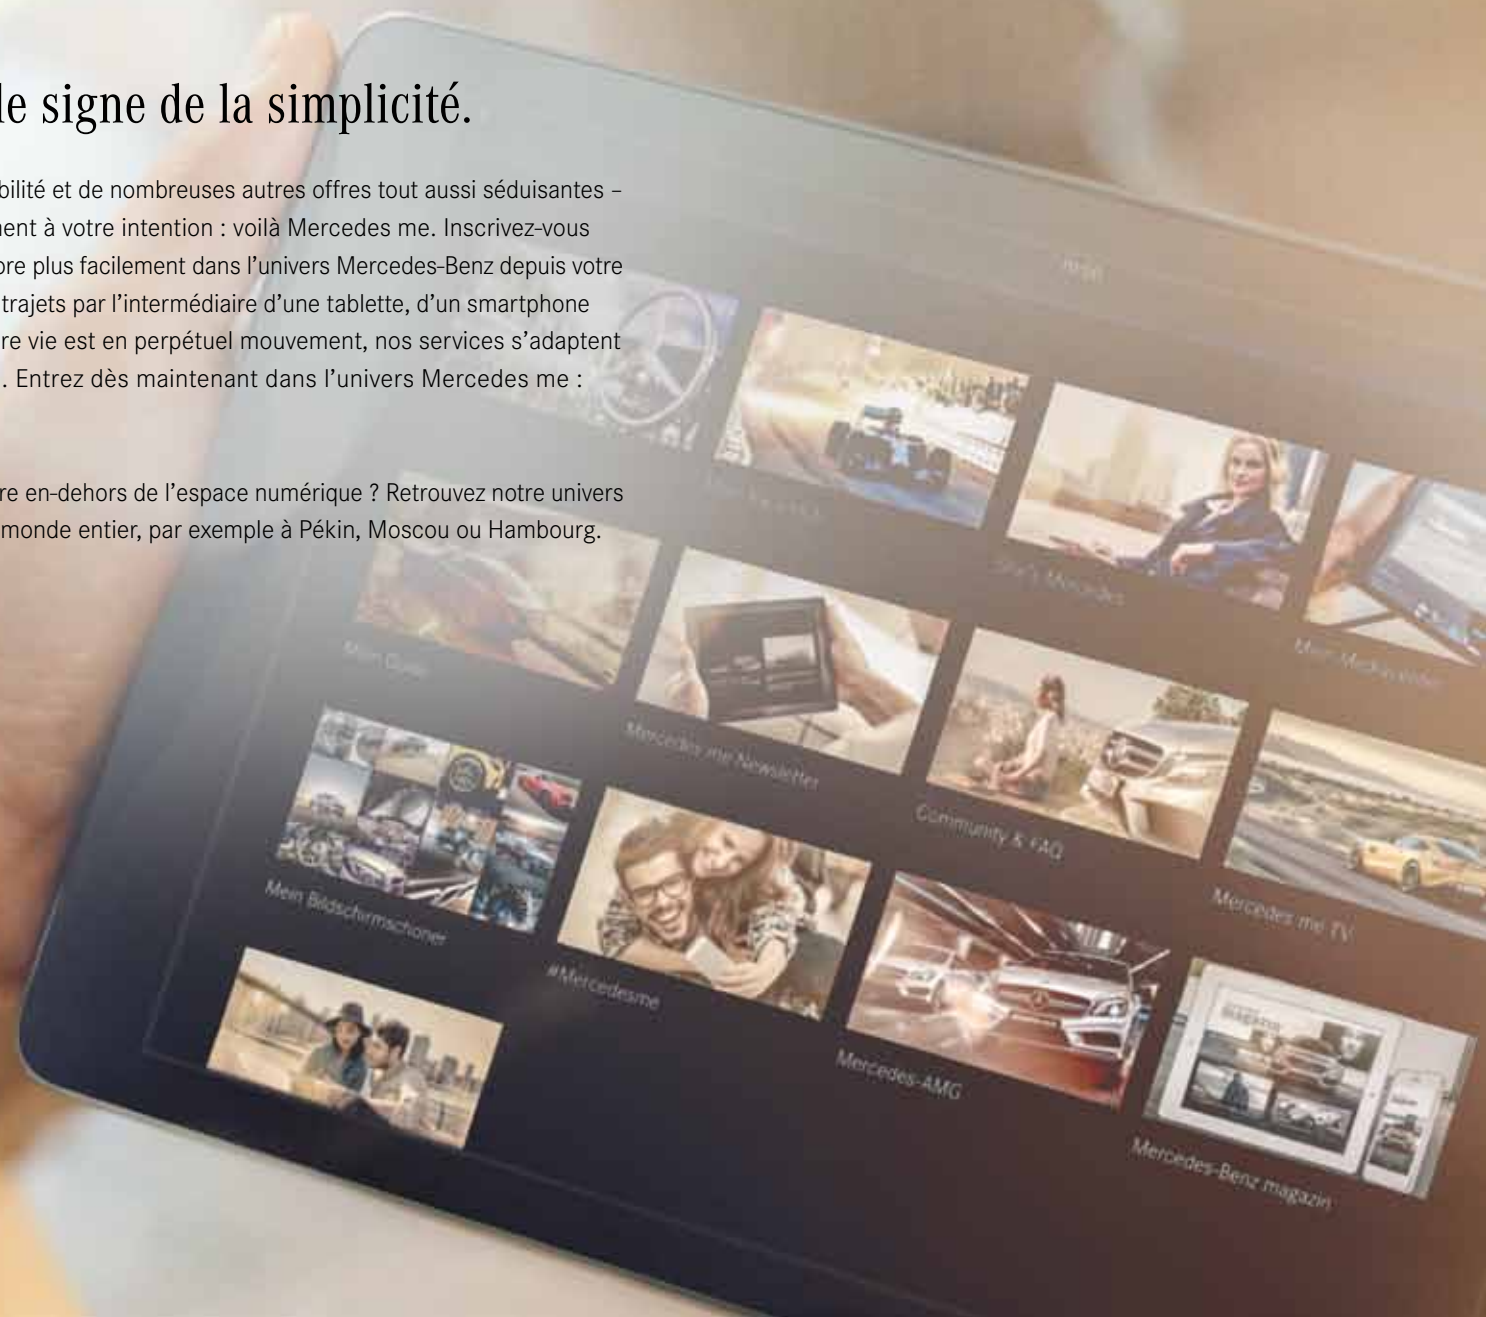 le signe de la simplicité.
bilité et de nombreuses autres offres tout aussi séduisantes –
nent à votre intention : voilà Mercedes me. Inscrivez-vous
ore plus facilement dans l’univers Mercedes-Benz depuis votre
trajets par l’intermédiaire d’une tablette, d’un smartphone
re vie est en perpétuel mouvement, nos services s’adaptent
. Entrez dès maintenant dans l’univers Mercedes me :
re en-dehors de l’espace numérique ? Retrouvez notre univers
monde entier, par exemple à Pékin, Moscou ou Hambourg.
Mercedes
Mein
Mercedes me Newsletter
Community & FAQ
Mercedes me TV
Mein Bildschirmschoner
#Mercedesme
Mercedes-AMG
Mercedes-Benz magazin